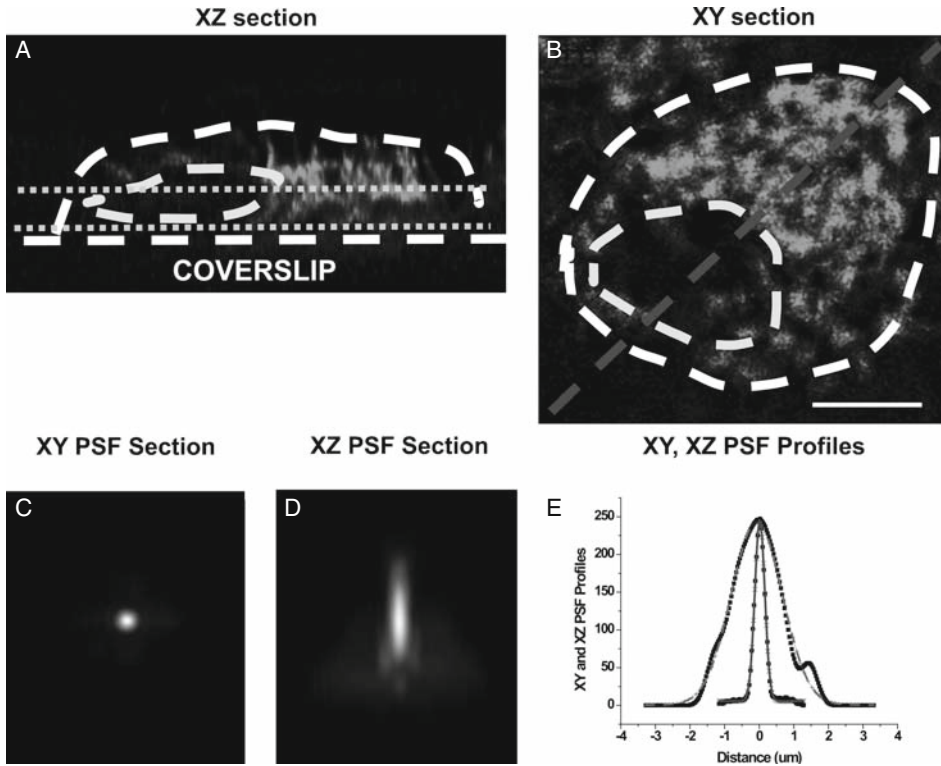 XZ section
XY section
A
B
COVERSLIP
XY PSF Section
XZ PSF Section
XY, XZ PSF Profiles
C
D
E
XY and XZ PSF Profiles
250
200
150
100
50
0
-4 -3 -2 -1 0 1 2 3 4
Distance (um)